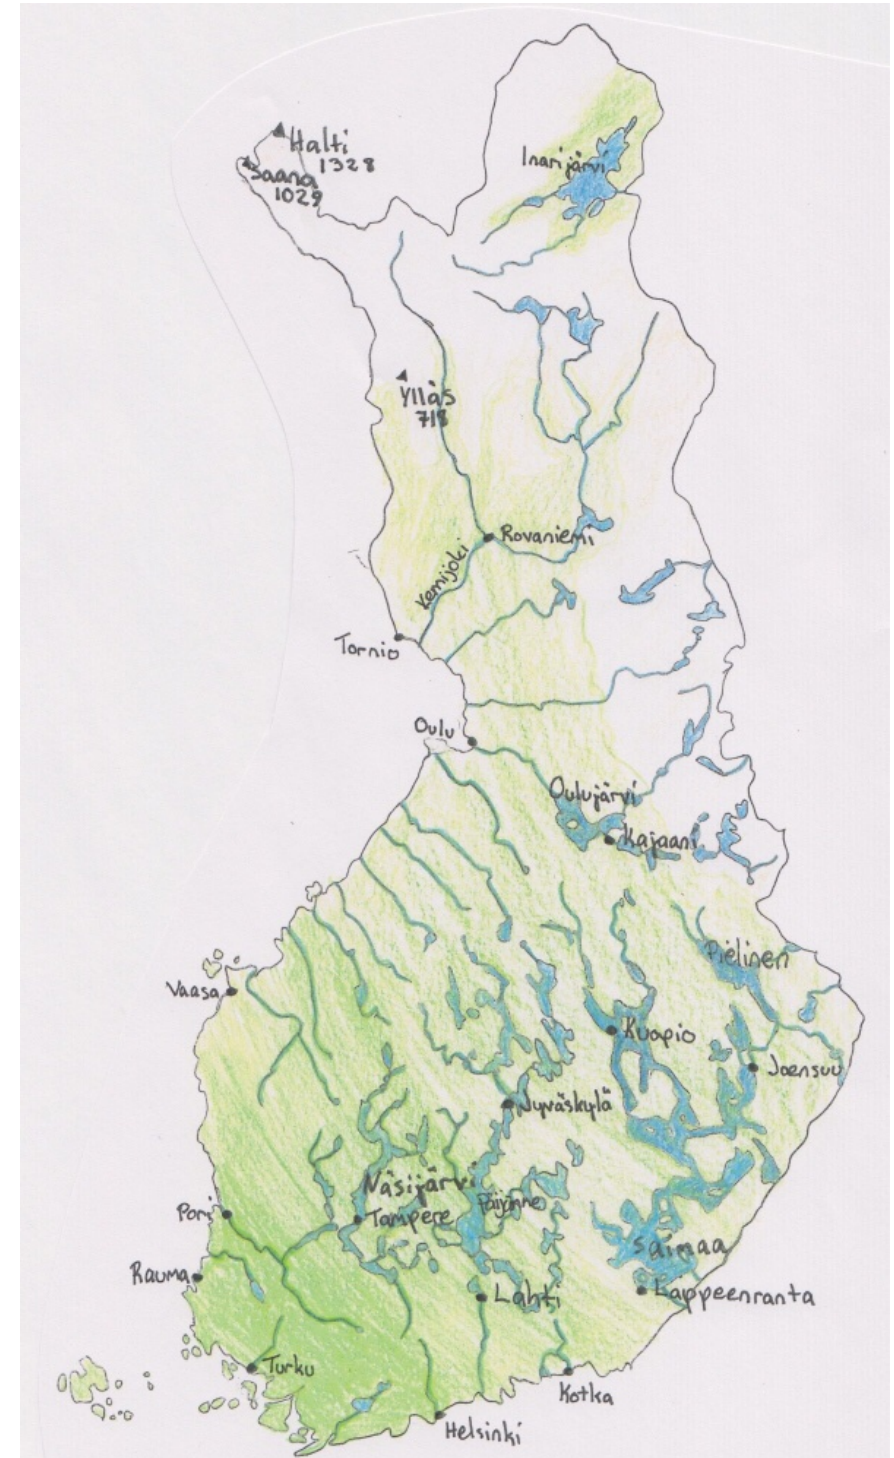 Halti
1328
Saana
1029
Inarijärvi
Ylläs
718
Rovaniemi
Kemijoki
Tornio
Oulu
Oulujärvi
Kajaani
Pielinen
Vaasa
Kuopio
Joensuu
Jyväskylä
Näsijärvi
Päijänne
Pori
Tampere
Saimaa
Rauma
Lahti
Lappeenranta
Turku
Kotka
Helsinki